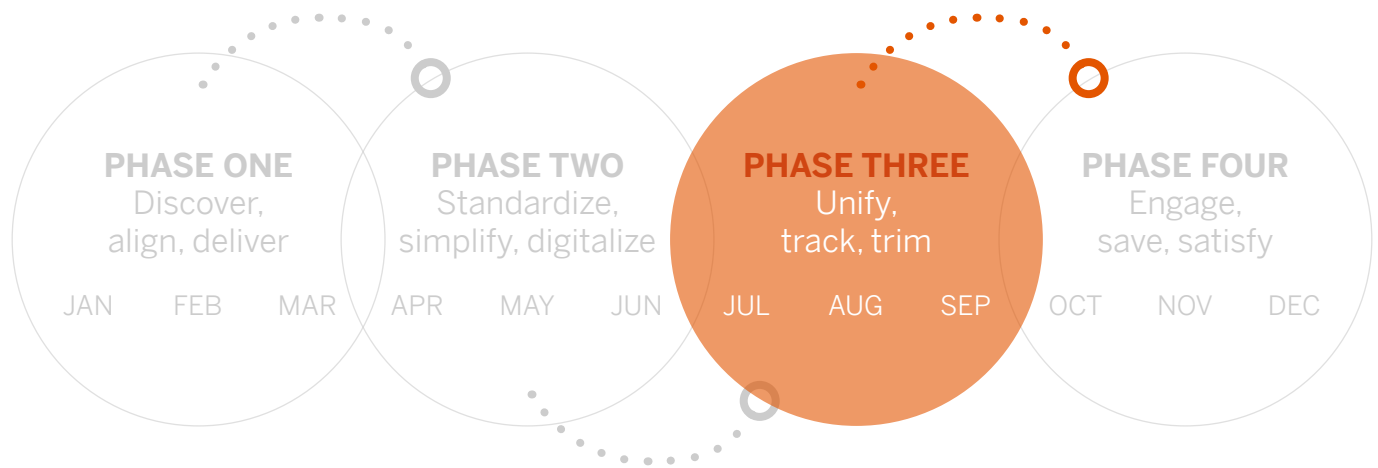 PHASE ONE
Discover,
align, deliver
JAN FEB MAR
PHASE TWO
Standardize,
simplify, digitalize
APR MAY JUN
PHASE THREE
Unify,
track, trim
JUL AUG SEP
PHASE FOUR
Engage,
save, satisfy
OCT NOV DEC